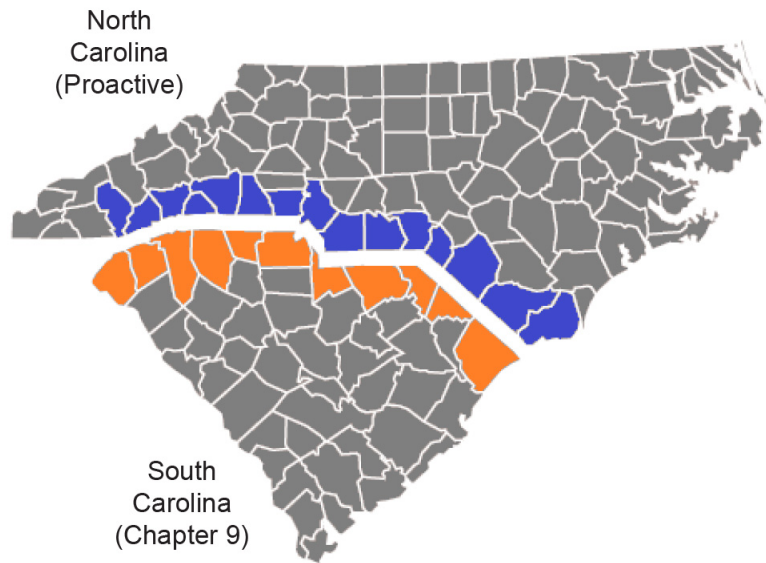 North
Carolina
(Proactive)
South
Carolina
(Chapter 9)